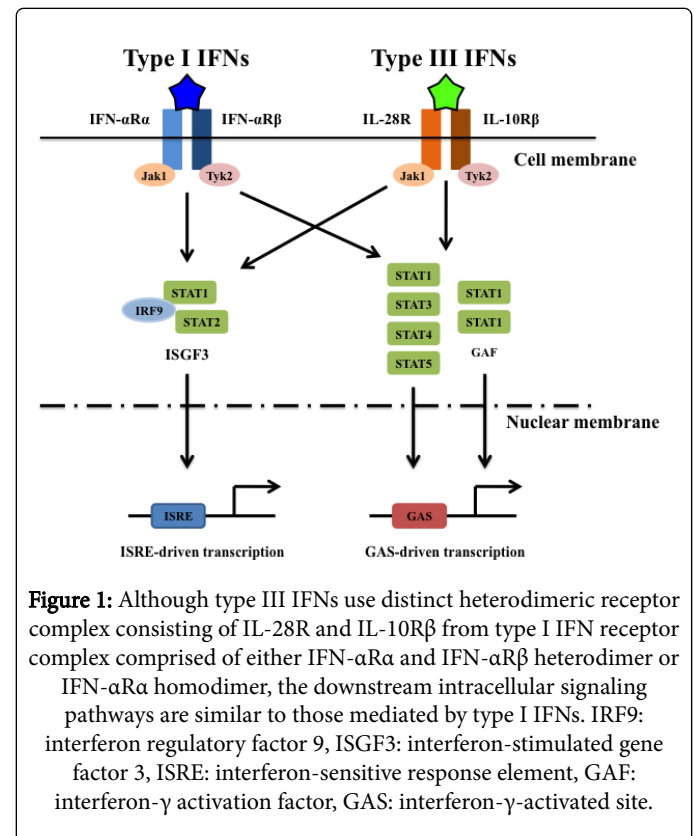 Type I IFNs
Type III IFNs
IFN-αRα
IFN-αRβ
IL-28R
IL-10Rβ
Cell membrane
Jak1
Tyk2
Jak1
Tyk2
STAT1
IRF9
STAT2
ISGF3
STAT1
STAT3
STAT4
STAT5
STAT1
STAT1
GAF
Nuclear membrane
ISRE
GAS
ISRE-driven transcription
GAS-driven transcription
Figure 1: Although type III IFNs use distinct heterodimeric receptor
complex consisting of IL-28R and IL-10Rβ from type I IFN receptor
complex comprised of either IFN-αRα and IFN-αRβ heterodimer or
IFN-αRα homodimer, the downstream intracellular signaling
pathways are similar to those mediated by type I IFNs. IRF9:
interferon regulatory factor 9, ISGF3: interferon-stimulated gene
factor 3, ISRE: interferon-sensitive response element, GAF:
interferon-γ activation factor, GAS: interferon-γ-activated site.